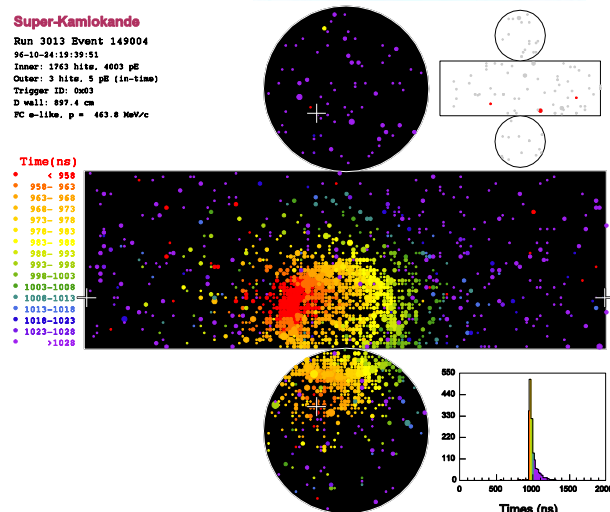 Super-Kamiokande
Run 3013 Event 149004
96-10-24:19:39:51
Inner: 1763 hits, 4003 pE
Outer: 3 hits, 5 pE (in-time)
Trigger ID: 0x03
D wall: 897.4 cm
FC e-like, p = 463.8 MeV/c
Time(ns)
< 958
958- 963
963- 968
968- 973
973- 978
978- 983
983- 988
988- 993
993- 998
998-1003
1003-1008
1008-1013
1013-1018
1018-1023
1023-1028
>1028
550
440
330
220
110
0
0 500 1000 1500 2000
Times (ns)